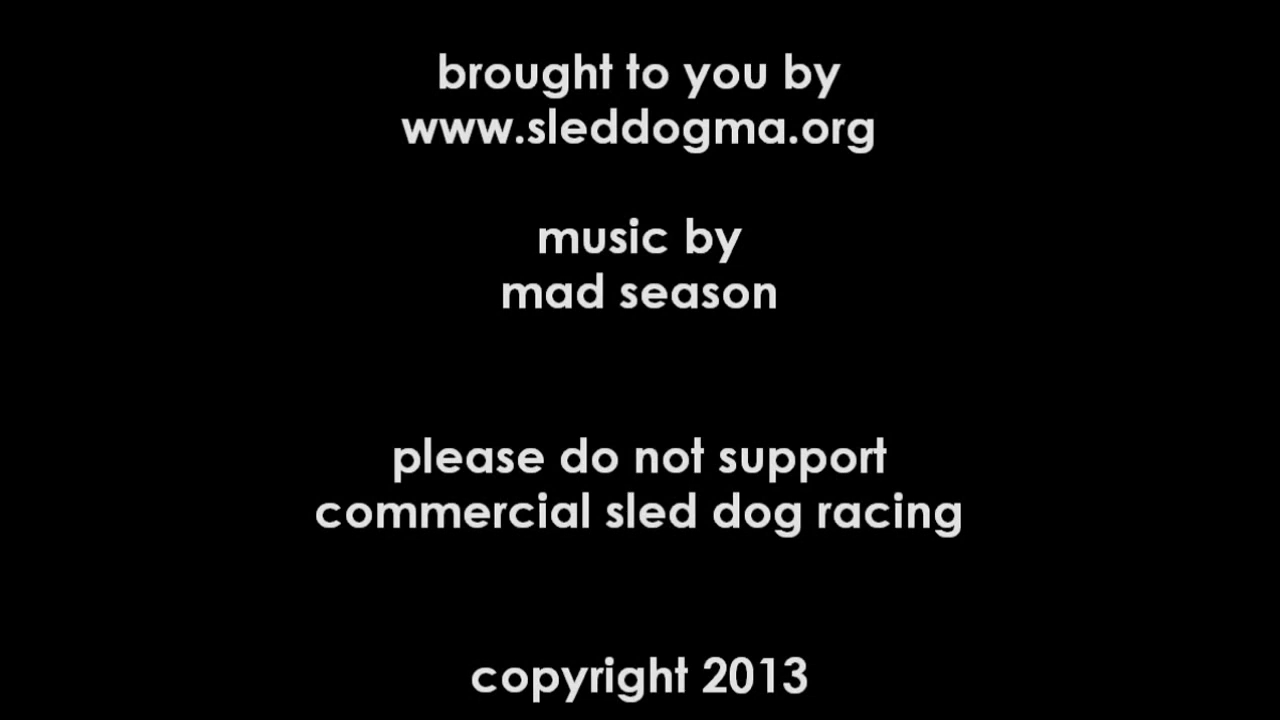 brought to you by
www.sleddogma.org
music by
mad season
please do not support
commercial sled dog racing
copyright 2013